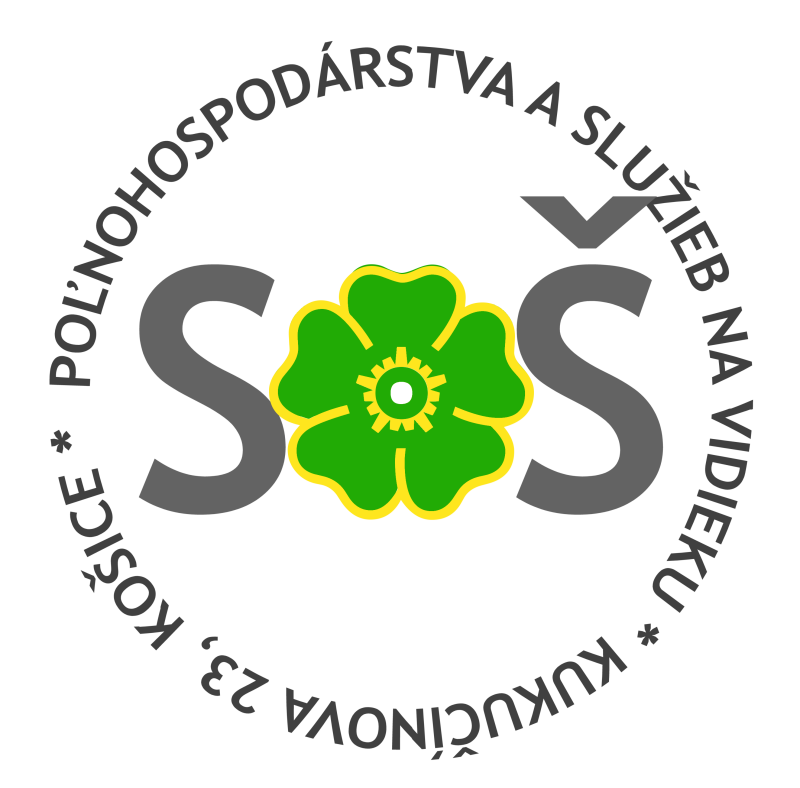 POĽNOHOSPODÁRSTVA A SLUŽIEB NA VIDIEKU * KUKUČÍNOVA 23, KOŠICE *
SOŠ